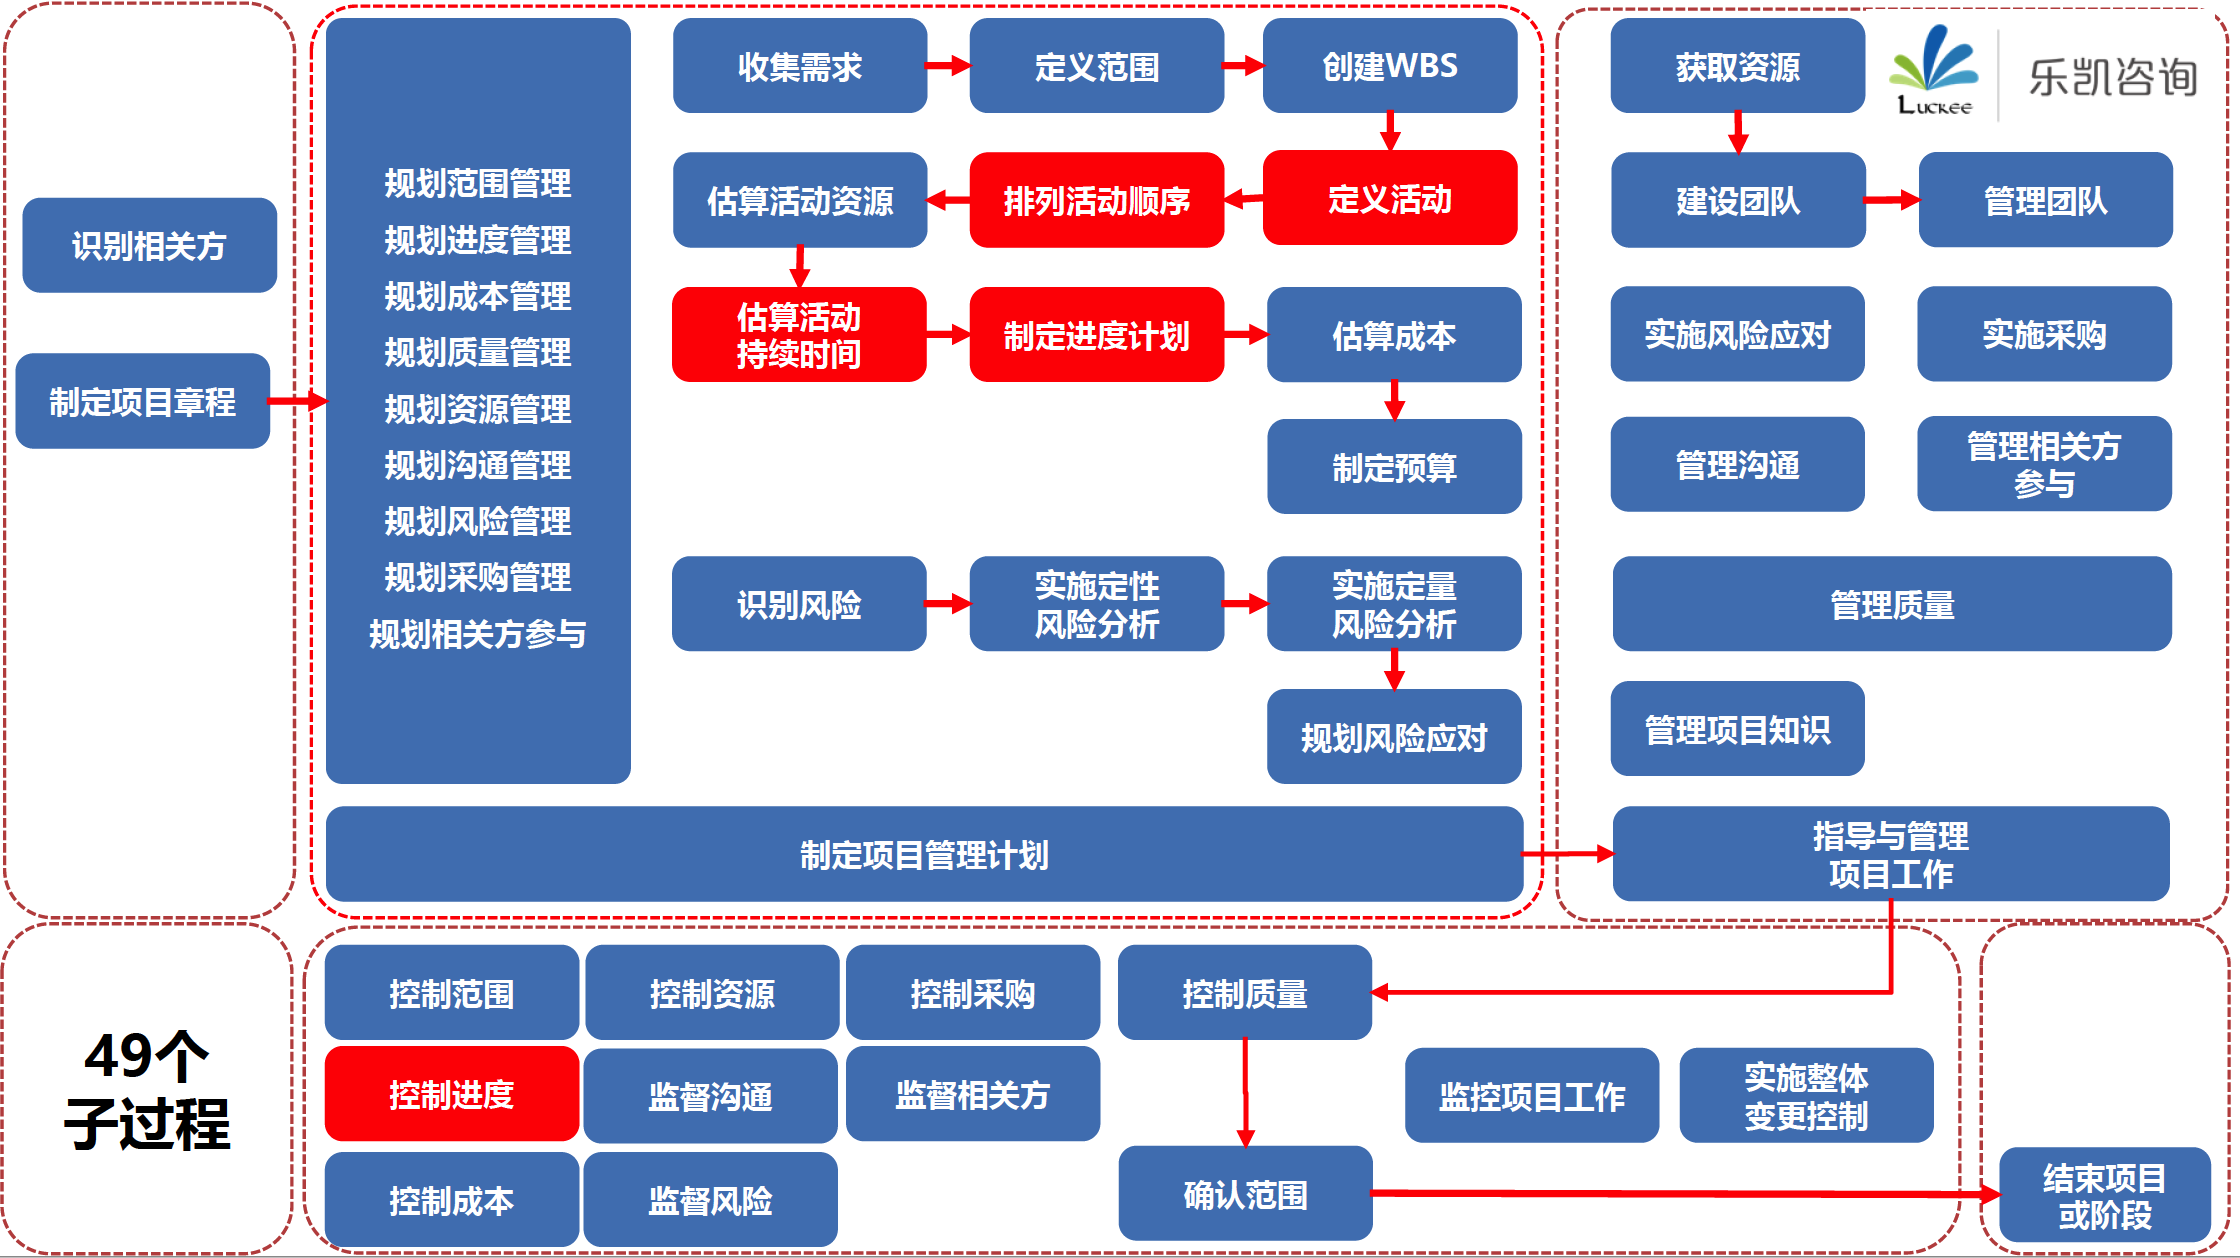 识别相关方
制定项目章程
规划范围管理
规划进度管理
规划成本管理
规划质量管理
规划资源管理
规划沟通管理
规划风险管理
规划采购管理
规划相关方参与
收集需求
定义范围
创建WBS
估算活动资源
排列活动顺序
定义活动
估算活动
持续时间
制定进度计划
估算成本
制定预算
识别风险
实施定性
风险分析
实施定量
风险分析
规划风险应对
制定项目管理计划
获取资源
LUCKEE
乐凯咨询
建设团队
管理团队
实施风险应对
实施采购
管理沟通
管理相关方
参与
管理质量
管理项目知识
指导与管理
项目工作
49个
子过程
控制范围
控制资源
控制采购
控制质量
控制进度
监督沟通
监督相关方
监控项目工作
实施整体
变更控制
控制成本
监督风险
确认范围
结束项目
或阶段